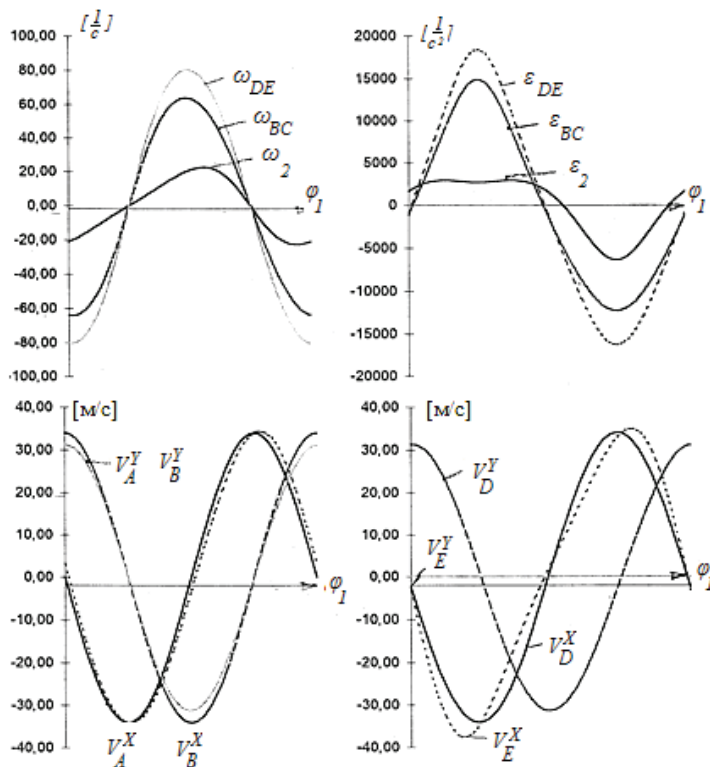 [1/c]
100,00
80,00
60,00
40,00
20,00
0,00
-20,00
-40,00
-60,00
-80,00
-100,00
ω_DE
ω_BC
ω_2
φ_1
[1/c²]
20000
15000
10000
5000
0
-5000
-10000
-15000
-20000
ε_DE
ε_BC
ε_2
φ_1
[м/с]
40,00
30,00
20,00
10,00
0,00
-10,00
-20,00
-30,00
-40,00
V_A^Y V_B^Y
φ_1
V_A^X V_B^X
[м/с]
40,00
30,00
20,00
10,00
0,00
-10,00
-20,00
-30,00
-40,00
V_D^Y
V_E^Y
φ_1
V_D^X
V_E^X